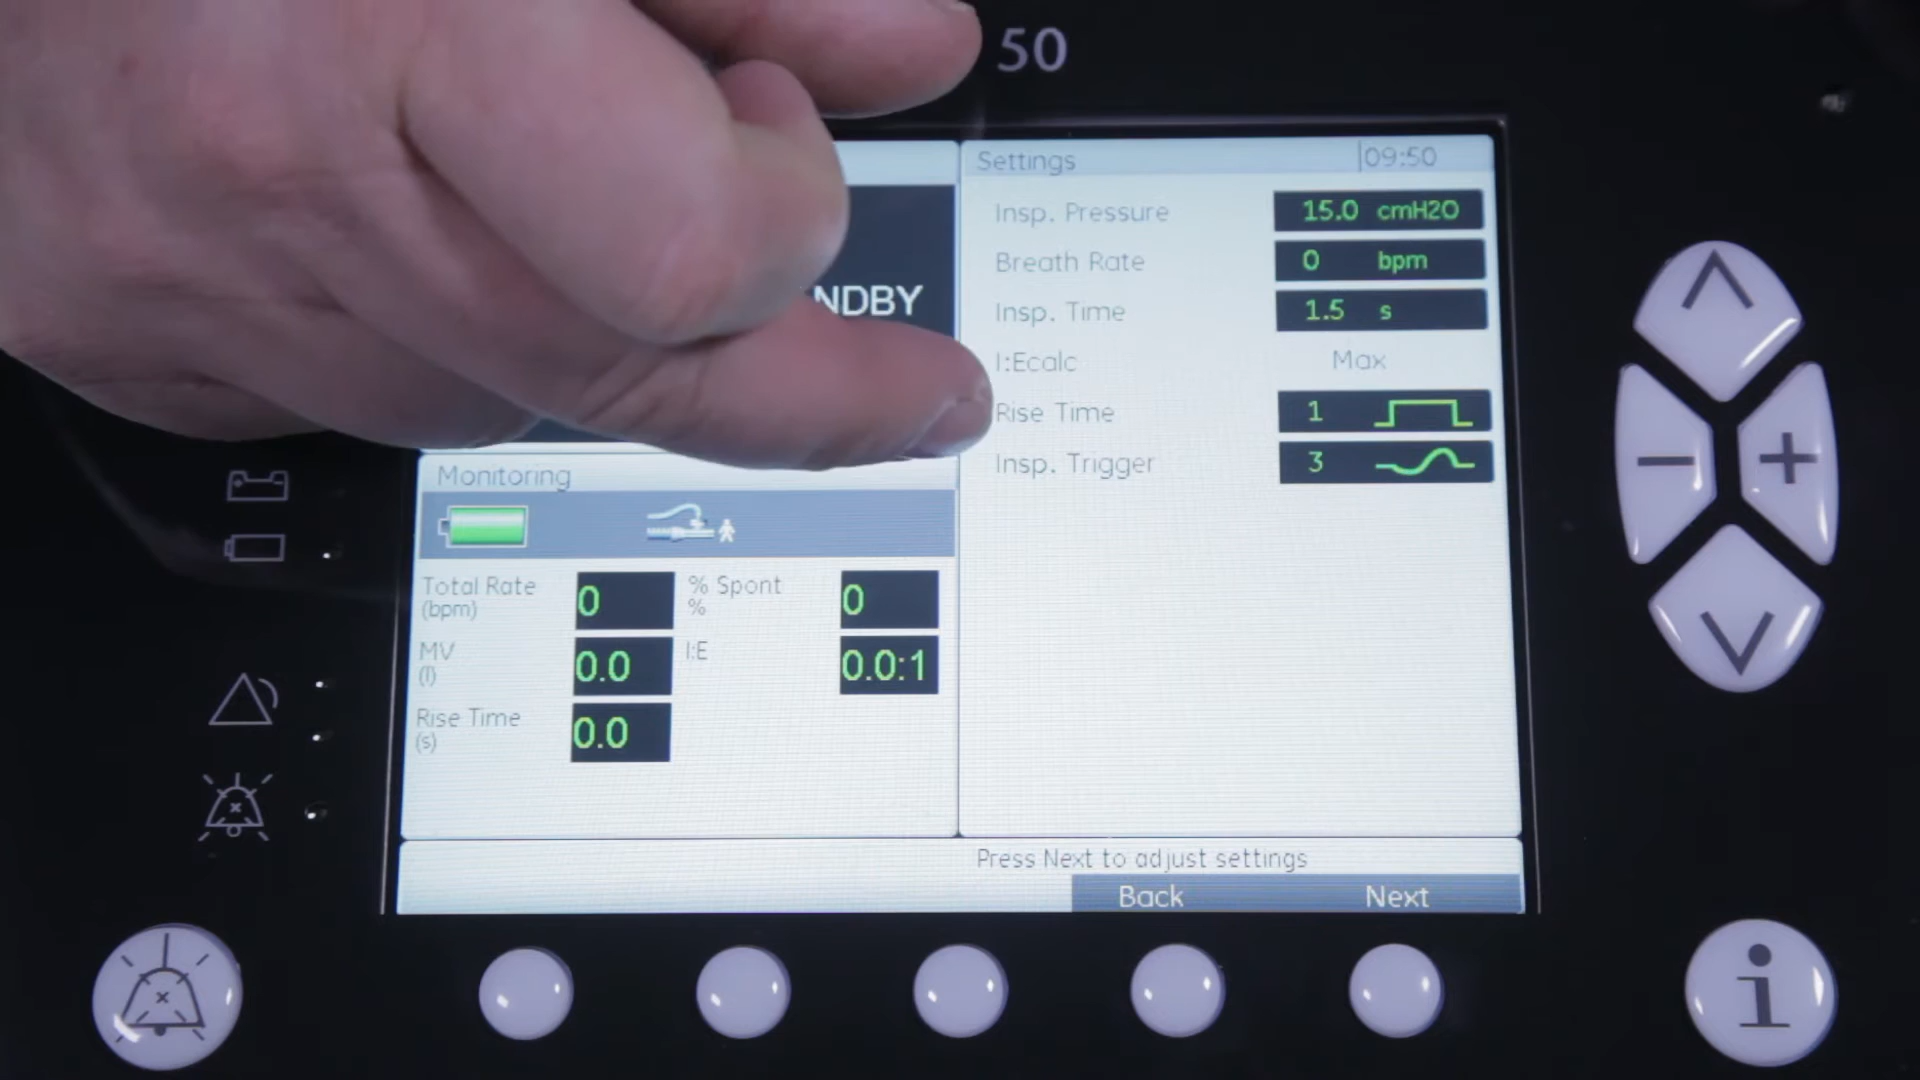 50
NDBY
Settings 09:50
Insp. Pressure 15.0 cmH2O
Breath Rate 0 bpm
Insp. Time 1.5 s
I:Ecalc Max
Rise Time 1
Insp. Trigger 3
Monitoring
Total Rate (bpm) 0
% Spont % 0
MV (l) 0.0
I:E 0.0:1
Rise Time (s) 0.0
Press Next to adjust settings
Back Next